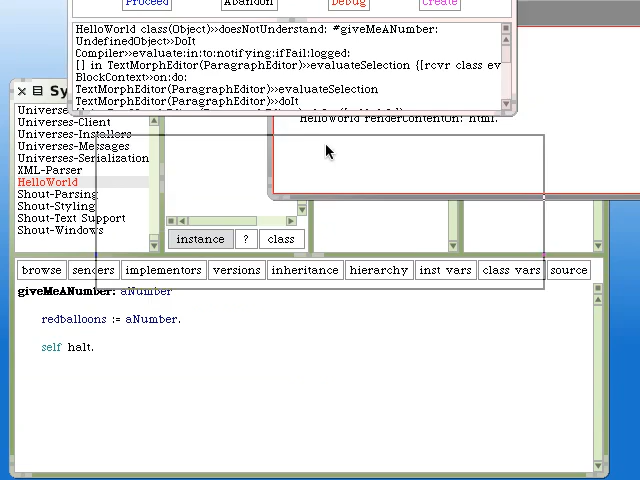 Proceed Abandon Debug Create
HelloWorld class(Object)>>doesNotUnderstand: #giveMeANumber:
UndefinedObject>>DoIt
Compiler>>evaluate:in:to:notifying:ifFail:logged:
[] in TextMorphEditor(ParagraphEditor)>>evaluateSelection {[rcvr class ev
BlockContext>>on:do:
TextMorphEditor(ParagraphEditor)>>evaluateSelection
TextMorphEditor(ParagraphEditor)>>doIt
HelloWorld renderContentOn: html.
Sy
Universes-Client
Universes-Installers
Universes-Messages
Universes-Serialization
XML-Parser
HelloWorld
Shout-Parsing
Shout-Styling
Shout-Text Support
Shout-Windows
instance ? class
browse senders implementors versions inheritance hierarchy inst vars class vars source
giveMeANumber: aNumber
redballoons := aNumber.
self halt.